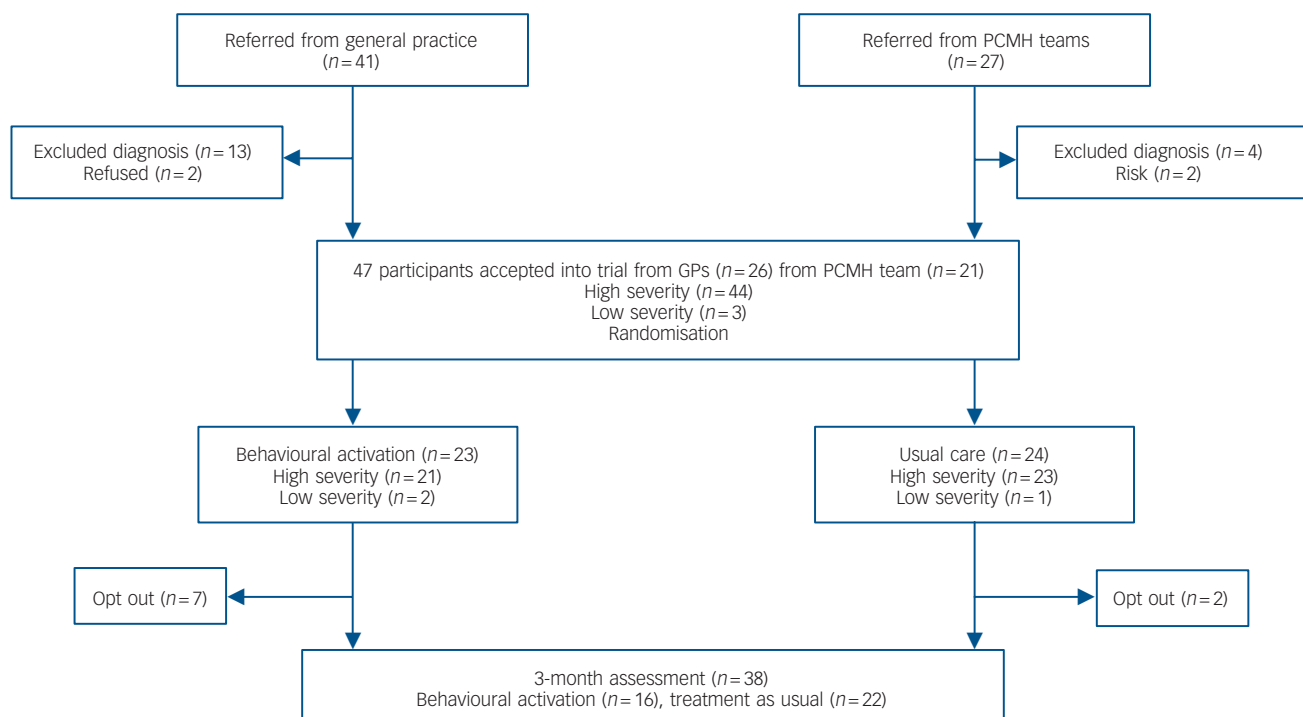 Referred from general practice
(n=41)
Referred from PCMH teams
(n=27)
Excluded diagnosis (n=13)
Refused (n=2)
Excluded diagnosis (n=4)
Risk (n=2)
47 participants accepted into trial from GPs (n=26) from PCMH team (n=21)
High severity (n=44)
Low severity (n=3)
Randomisation
Behavioural activation (n=23)
High severity (n=21)
Low severity (n=2)
Usual care (n=24)
High severity (n=23)
Low severity (n=1)
Opt out (n=7)
Opt out (n=2)
3-month assessment (n=38)
Behavioural activation (n=16), treatment as usual (n=22)